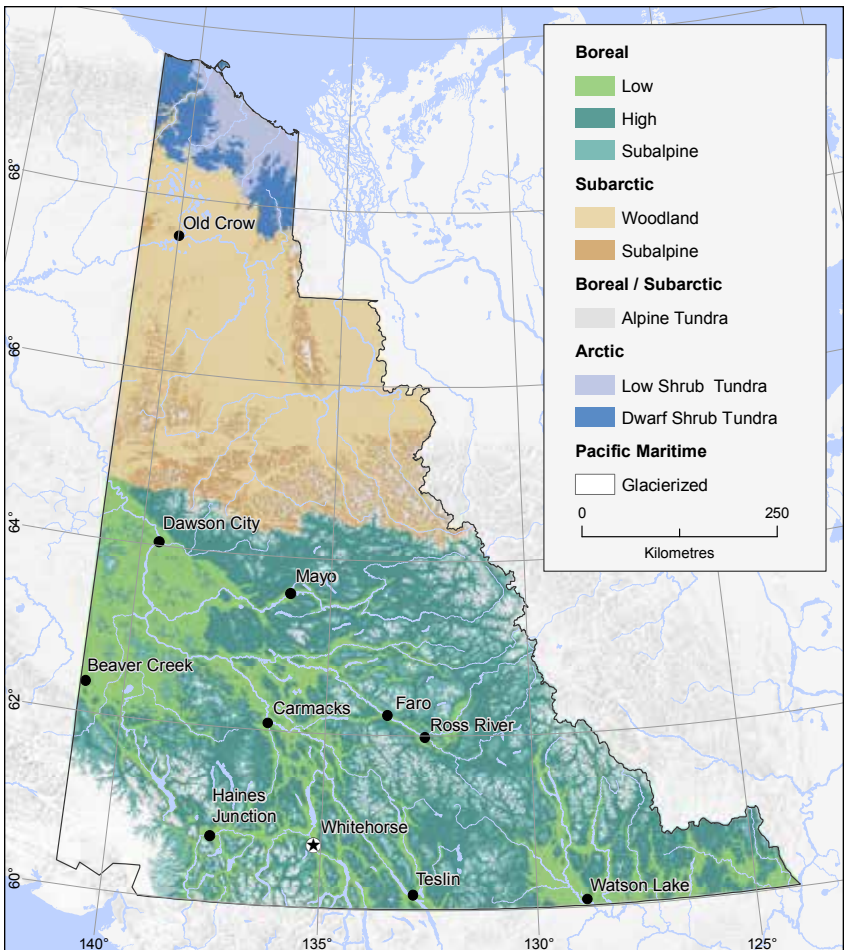 Boreal
Low
High
Subalpine
Subarctic
Woodland
Subalpine
Boreal / Subarctic
Alpine Tundra
Arctic
Low Shrub Tundra
Dwarf Shrub Tundra
Pacific Maritime
Glacierized
0 250
Kilometres
68°
66°
64°
62°
60°
Old Crow
Dawson City
Mayo
Beaver Creek
Carmacks
Faro
Ross River
Haines
Junction
Whitehorse
Teslin
Watson Lake
140° 135° 130° 125°